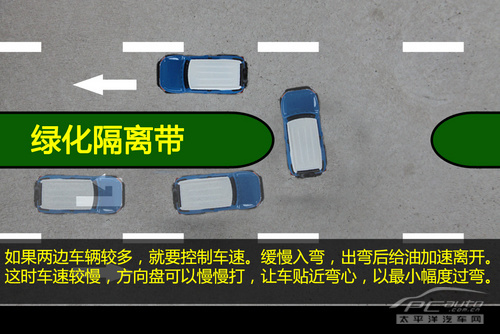 绿化隔离带
如果两边车辆较多，就要控制车速。缓慢入弯，出弯后给油加速离开。
这时车速较慢，方向盘可以慢慢打，让车贴近弯心，以最小幅度过弯。
PCauto
.com.cn
太平洋汽车网